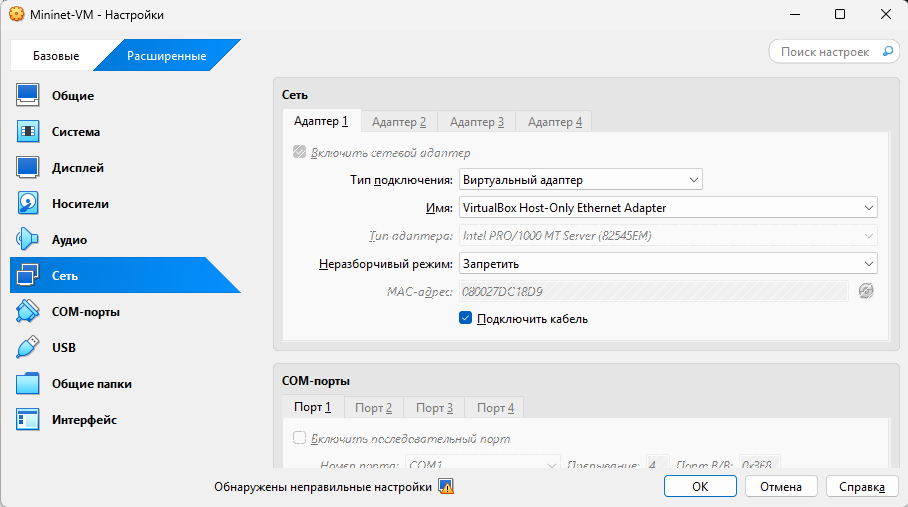 Mininet-VM - Настройки
Базовые
Расширенные
Поиск настроек
Общие
Система
Дисплей
Носители
Аудио
Сеть
COM-порты
USB
Общие папки
Интерфейс
Сеть
Адаптер 1 Адаптер 2 Адаптер 3 Адаптер 4
Включить сетевой адаптер
Тип подключения: Виртуальный адаптер
Имя: VirtualBox Host-Only Ethernet Adapter
Тип адаптера: Intel PRO/1000 MT Server (82545EM)
Неразборчивый режим: Запретить
MAC-адрес: 080027DC18D9
Подключить кабель
COM-порты
Порт 1 Порт 2 Порт 3 Порт 4
Включить последовательный порт
Номер порта: COM1 Прерывание: 4 Порт В/В: 0x3F8
Обнаружены неправильные настройки
OK Отмена Справка